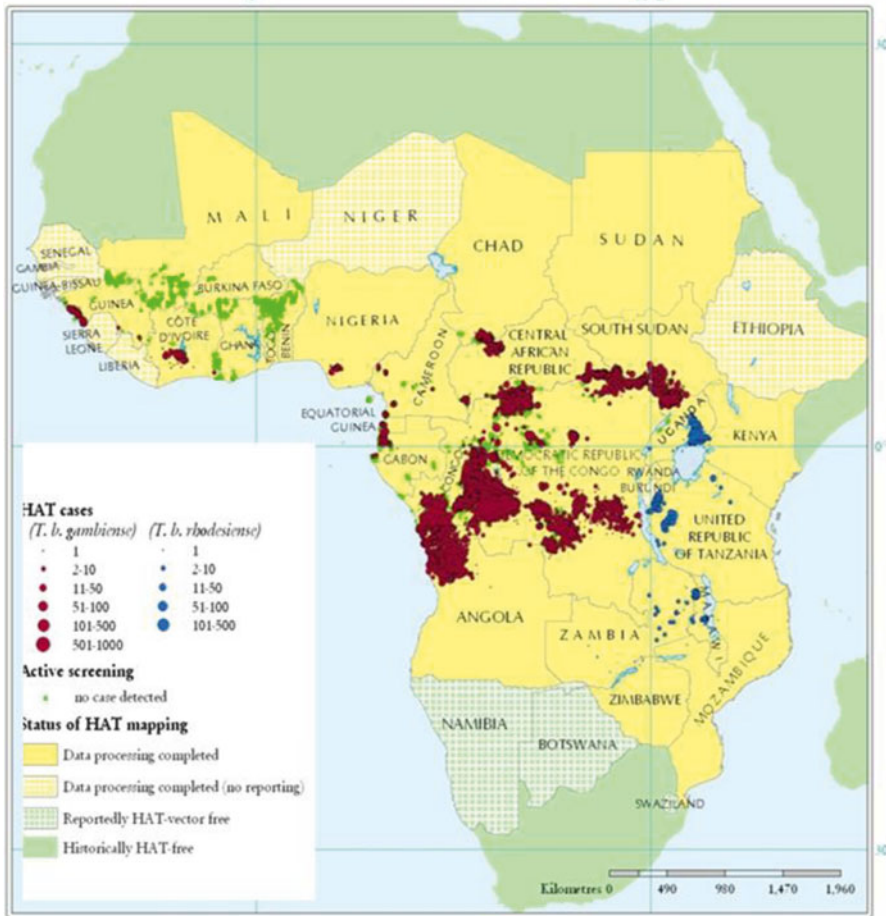 30
MALI
NIGER
CHAD
SUDAN
SENEGAL
GAMBIA
GUINEA-BISSAU
GUINEA
SIERRA
LEONE
LIBERIA
CÔTE
D'IVOIRE
BURKINA FASO
GHANA
TOGO
BENIN
NIGERIA
CAMEROON
CENTRAL
AFRICAN
REPUBLIC
SOUTH SUDAN
ETHIOPIA
EQUATORIAL
GUINEA
GABON
CONGO
DEMOCRATIC REPUBLIC
OF THE CONGO
UGANDA
KENYA
0
RWANDA
BURUNDI
UNITED
REPUBLIC
OF TANZANIA
ANGOLA
ZAMBIA
MALAWI
MOZAMBIQUE
ZIMBABWE
NAMIBIA
BOTSWANA
SWAZILAND
30
HAT cases
(T. b. gambiense) (T. b. rhodesiense)
1 1
2-10 2-10
11-50 11-50
51-100 51-100
101-500 101-500
501-1000
Active screening
no case detected
Status of HAT mapping
Data processing completed
Data processing completed (no reporting)
Reportedly HAT-vector free
Historically HAT-free
Kilometres 0 490 980 1,470 1,960